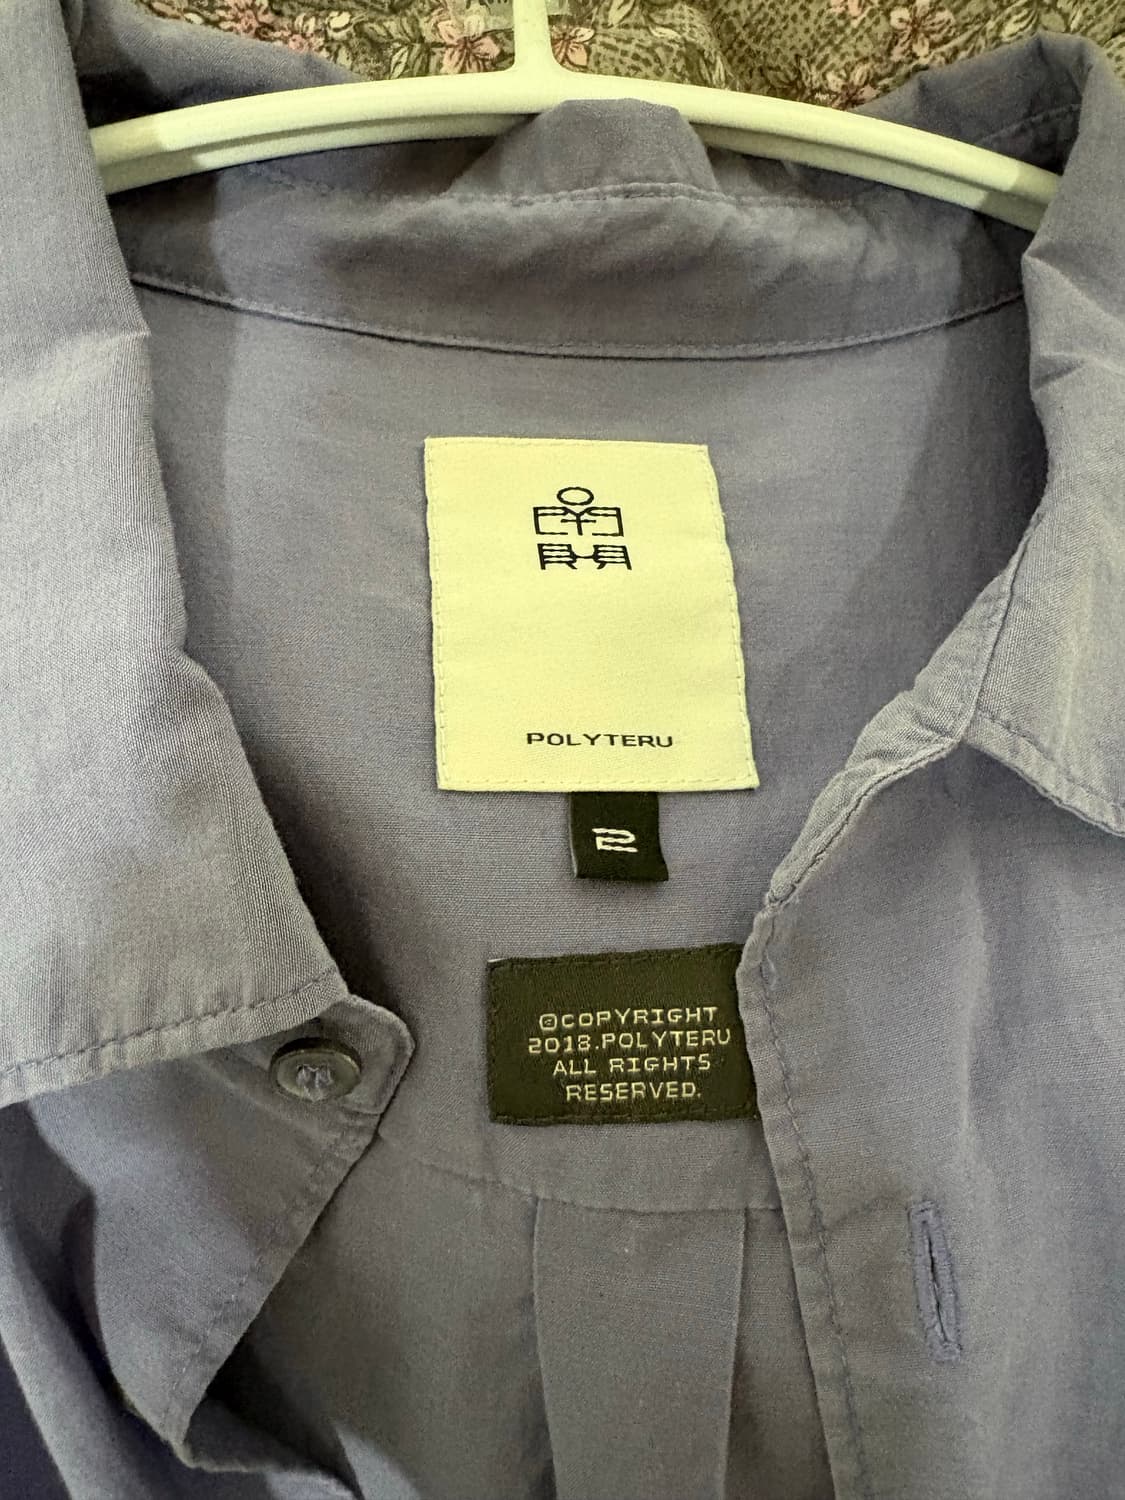 POLYTERU
2
©COPYRIGHT
2018.POLYTERU
ALL RIGHTS
RESERVED.